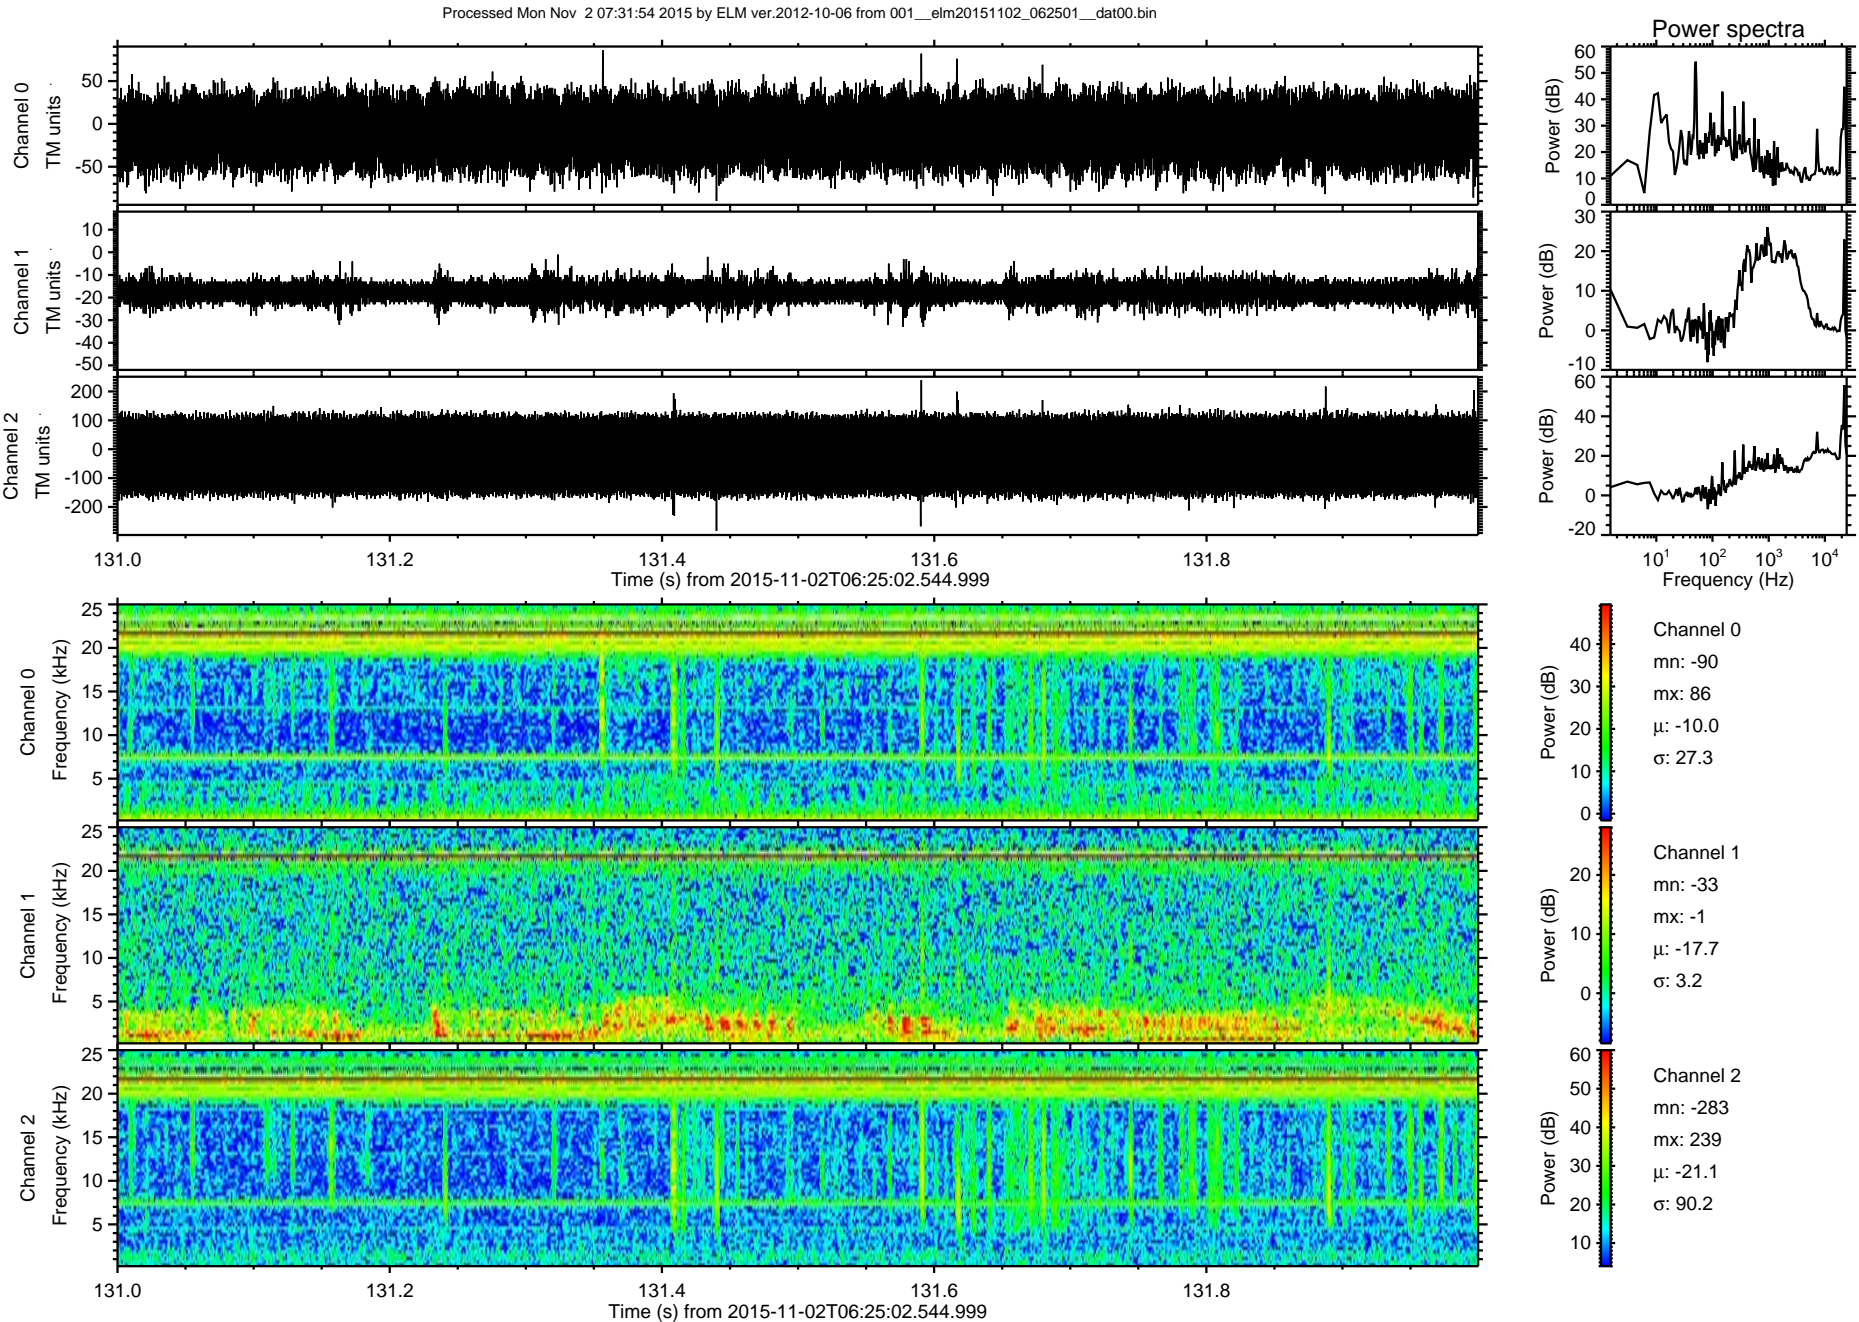 Processed Mon Nov 2 07:31:54 2015 by ELM ver.2012-10-06 from 001__elm20151102_062501__dat00.bin
Power spectra
Channel 0
TM units
50
0
-50
Power (dB)
60
50
40
30
20
10
0
Channel 1
TM units
10
0
-10
-20
-30
-40
-50
Power (dB)
30
20
10
0
-10
Channel 2
TM units
200
100
0
-100
-200
Power (dB)
60
40
20
0
-20
131.0 131.2 131.4 131.6 131.8
Time (s) from 2015-11-02T06:25:02.544.999
10¹ 10² 10³ 10⁴
Frequency (Hz)
Channel 0
Frequency (kHz)
25
20
15
10
5
Power (dB)
40
30
20
10
0
Channel 0
mn: -90
mx: 86
μ: -10.0
σ: 27.3
Channel 1
Frequency (kHz)
25
20
15
10
5
Power (dB)
20
10
0
Channel 1
mn: -33
mx: -1
μ: -17.7
σ: 3.2
Channel 2
Frequency (kHz)
25
20
15
10
5
Power (dB)
60
50
40
30
20
10
Channel 2
mn: -283
mx: 239
μ: -21.1
σ: 90.2
131.0 131.2 131.4 131.6 131.8
Time (s) from 2015-11-02T06:25:02.544.999